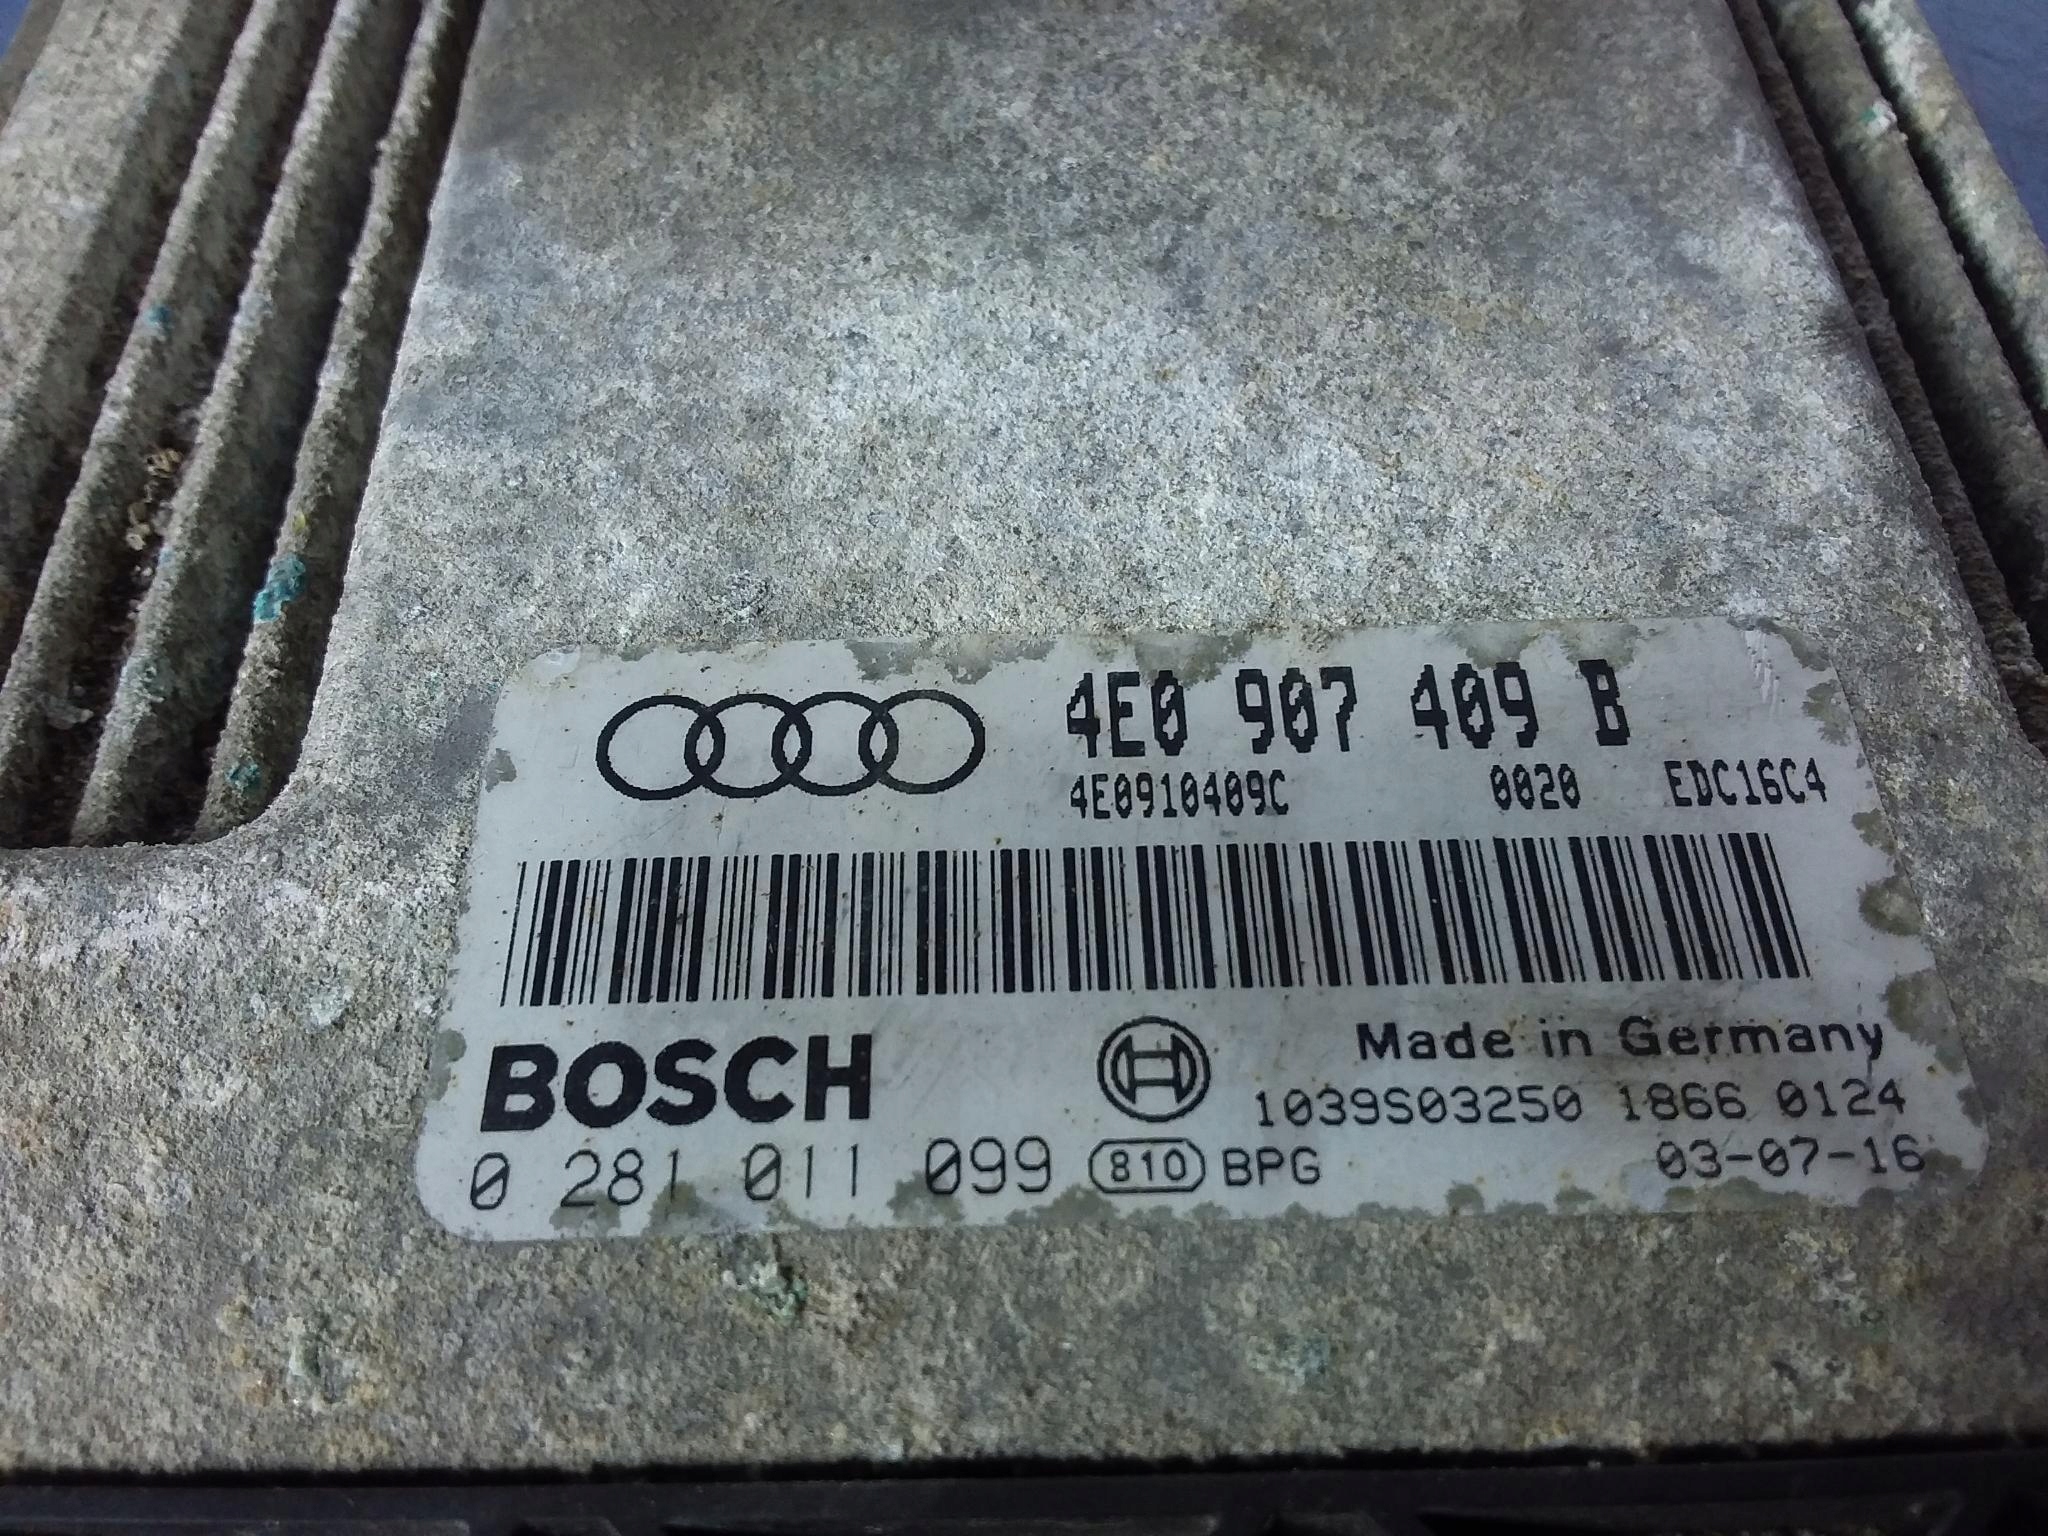 4E0 907 409 B
4E0910409C 0020 EDC16C4
BOSCH Made in Germany
1039S03250 1866 0124
0 281 011 099 810 BPG 03-07-16